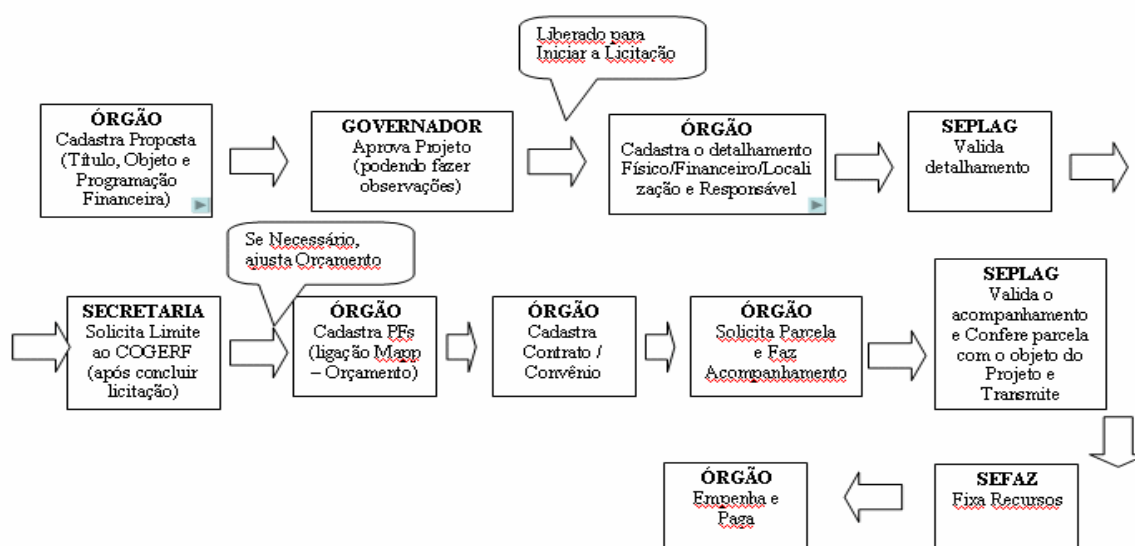 Liberado para
Iniciar a Licitação
ÓRGÃO
Cadastra Proposta
(Título, Objeto e
Programação
Financeira)
GOVERNADOR
Aprova Projeto
(podendo fazer
observações)
ÓRGÃO
Cadastra o detalhamento
Físico/Financeiro/Locali
zação e Responsável
SEPLAG
Valida
detalhamento
Se Necessário,
ajusta Orçamento
SECRETARIA
Solicita Limite
ao COGERF
(após concluir
licitação)
ÓRGÃO
Cadastra PFs
(ligação Mapp
– Orçamento)
ÓRGÃO
Cadastra
Contrato /
Convênio
ÓRGÃO
Solicita Parcela
e Faz
Acompanhamento
SEPLAG
Valida o
acompanhamento
e Confere parcela
com o objeto do
Projeto e
Transmite
ÓRGÃO
Empenha e
Paga
SEFAZ
Fixa Recursos